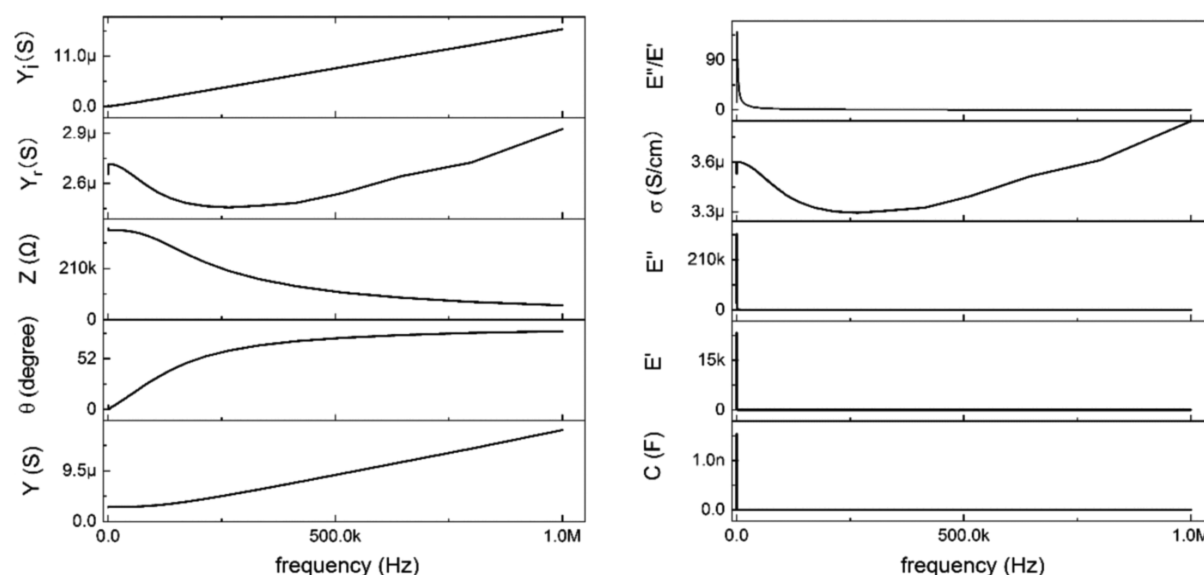 Yi(S)
11.0μ
0.0
Yr(S)
2.9μ
2.6μ
Z (Ω)
210k
0
θ (degree)
52
0
Y (S)
9.5μ
0.0
0.0 500.0k 1.0M
frequency (Hz)
E''/E'
90
0
σ (S/cm)
3.6μ
3.3μ
E''
210k
0
E'
15k
0
C (F)
1.0n
0.0
0.0 500.0k 1.0M
frequency (Hz)